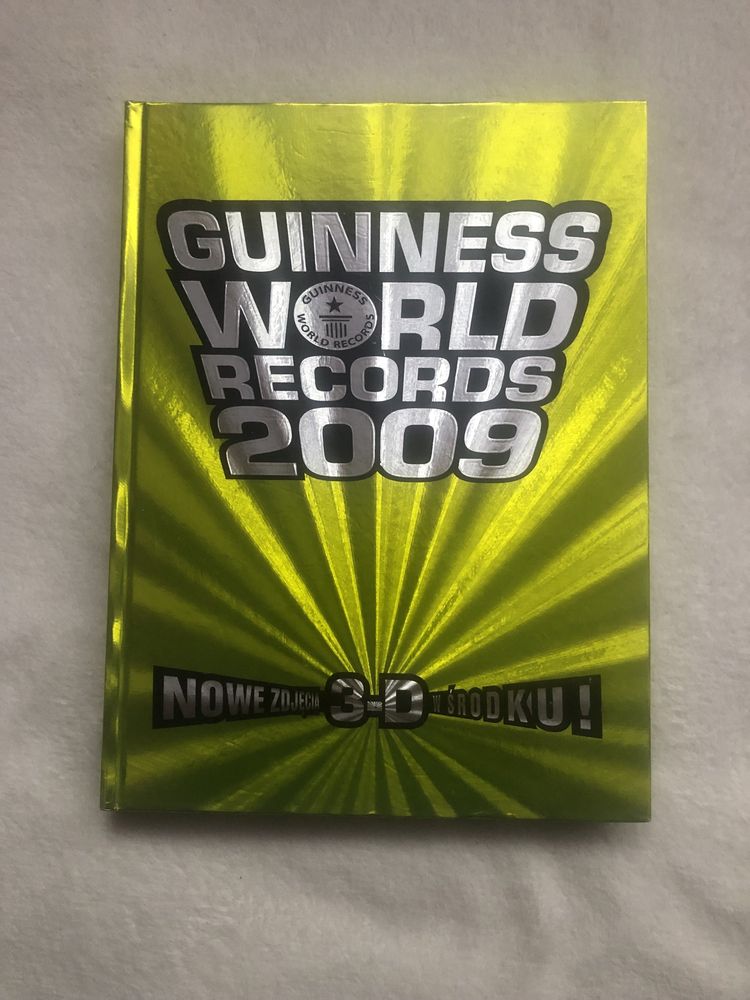 GUINNESS
WORLD
GUINNESS
WORLD RECORDS
RECORDS
2009
NOWE ZDJĘCIA 3-D W ŚRODKU!